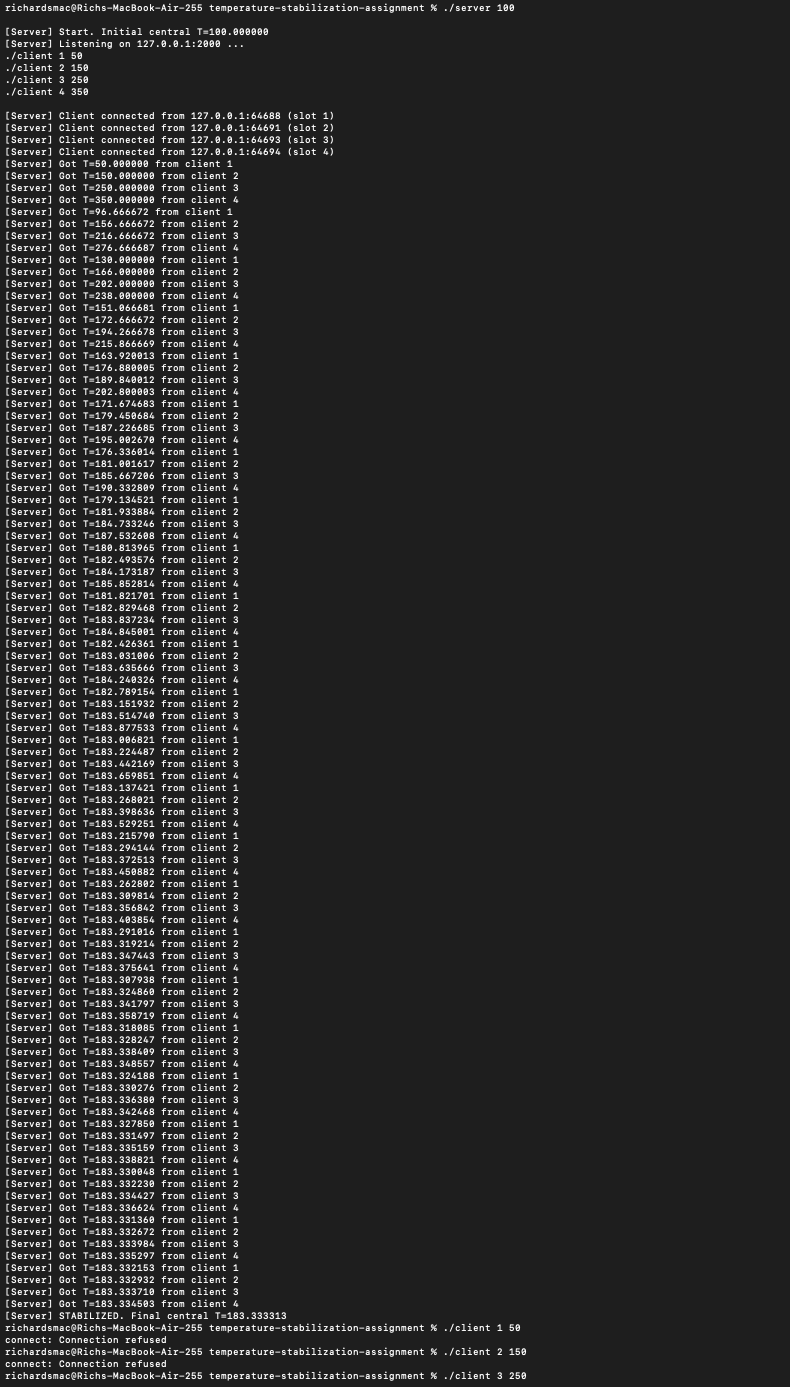 richardsmac@Richs-MacBook-Air-255 temperature-stabilization-assignment % ./server 100
[Server] Start. Initial central T=100.000000
[Server] Listening on 127.0.0.1:2000 ...
./client 1 50
./client 2 150
./client 3 250
./client 4 350
[Server] Client connected from 127.0.0.1:64688 (slot 1)
[Server] Client connected from 127.0.0.1:64691 (slot 2)
[Server] Client connected from 127.0.0.1:64693 (slot 3)
[Server] Client connected from 127.0.0.1:64694 (slot 4)
[Server] Got T=50.000000 from client 1
[Server] Got T=150.000000 from client 2
[Server] Got T=250.000000 from client 3
[Server] Got T=350.000000 from client 4
[Server] Got T=96.666672 from client 1
[Server] Got T=156.666672 from client 2
[Server] Got T=216.666672 from client 3
[Server] Got T=276.666687 from client 4
[Server] Got T=130.000000 from client 1
[Server] Got T=166.000000 from client 2
[Server] Got T=202.000000 from client 3
[Server] Got T=238.000000 from client 4
[Server] Got T=151.066681 from client 1
[Server] Got T=172.666672 from client 2
[Server] Got T=194.266678 from client 3
[Server] Got T=215.866669 from client 4
[Server] Got T=163.920013 from client 1
[Server] Got T=176.880005 from client 2
[Server] Got T=189.840012 from client 3
[Server] Got T=202.800003 from client 4
[Server] Got T=171.674683 from client 1
[Server] Got T=179.450684 from client 2
[Server] Got T=187.226685 from client 3
[Server] Got T=195.002670 from client 4
[Server] Got T=176.336014 from client 1
[Server] Got T=181.001617 from client 2
[Server] Got T=185.667206 from client 3
[Server] Got T=190.332809 from client 4
[Server] Got T=179.134521 from client 1
[Server] Got T=181.933884 from client 2
[Server] Got T=184.733246 from client 3
[Server] Got T=187.532608 from client 4
[Server] Got T=180.813965 from client 1
[Server] Got T=182.493576 from client 2
[Server] Got T=184.173187 from client 3
[Server] Got T=185.852814 from client 4
[Server] Got T=181.821701 from client 1
[Server] Got T=182.829468 from client 2
[Server] Got T=183.837234 from client 3
[Server] Got T=184.845001 from client 4
[Server] Got T=182.426361 from client 1
[Server] Got T=183.031006 from client 2
[Server] Got T=183.635666 from client 3
[Server] Got T=184.240326 from client 4
[Server] Got T=182.789154 from client 1
[Server] Got T=183.151932 from client 2
[Server] Got T=183.514740 from client 3
[Server] Got T=183.877533 from client 4
[Server] Got T=183.006821 from client 1
[Server] Got T=183.224487 from client 2
[Server] Got T=183.442169 from client 3
[Server] Got T=183.659851 from client 4
[Server] Got T=183.137421 from client 1
[Server] Got T=183.268021 from client 2
[Server] Got T=183.398636 from client 3
[Server] Got T=183.529251 from client 4
[Server] Got T=183.215790 from client 1
[Server] Got T=183.294144 from client 2
[Server] Got T=183.372513 from client 3
[Server] Got T=183.450882 from client 4
[Server] Got T=183.262802 from client 1
[Server] Got T=183.309814 from client 2
[Server] Got T=183.356842 from client 3
[Server] Got T=183.403854 from client 4
[Server] Got T=183.291016 from client 1
[Server] Got T=183.319214 from client 2
[Server] Got T=183.347443 from client 3
[Server] Got T=183.375641 from client 4
[Server] Got T=183.307938 from client 1
[Server] Got T=183.324860 from client 2
[Server] Got T=183.341797 from client 3
[Server] Got T=183.358719 from client 4
[Server] Got T=183.318085 from client 1
[Server] Got T=183.328247 from client 2
[Server] Got T=183.338409 from client 3
[Server] Got T=183.348557 from client 4
[Server] Got T=183.324188 from client 1
[Server] Got T=183.330276 from client 2
[Server] Got T=183.336380 from client 3
[Server] Got T=183.342468 from client 4
[Server] Got T=183.327850 from client 1
[Server] Got T=183.331497 from client 2
[Server] Got T=183.335159 from client 3
[Server] Got T=183.338821 from client 4
[Server] Got T=183.330048 from client 1
[Server] Got T=183.332230 from client 2
[Server] Got T=183.334427 from client 3
[Server] Got T=183.336624 from client 4
[Server] Got T=183.331360 from client 1
[Server] Got T=183.332672 from client 2
[Server] Got T=183.333984 from client 3
[Server] Got T=183.335297 from client 4
[Server] Got T=183.332153 from client 1
[Server] Got T=183.332932 from client 2
[Server] Got T=183.333710 from client 3
[Server] Got T=183.334503 from client 4
[Server] STABILIZED. Final central T=183.333313
richardsmac@Richs-MacBook-Air-255 temperature-stabilization-assignment % ./client 1 50
connect: Connection refused
richardsmac@Richs-MacBook-Air-255 temperature-stabilization-assignment % ./client 2 150
connect: Connection refused
richardsmac@Richs-MacBook-Air-255 temperature-stabilization-assignment % ./client 3 250